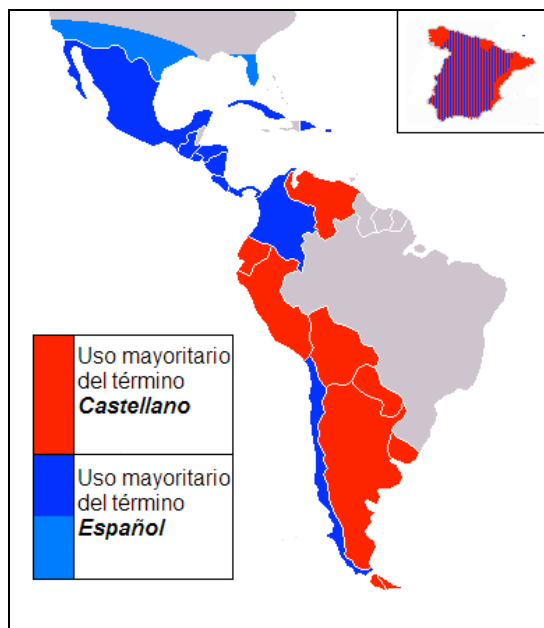 Uso mayoritario
del término
Castellano
Uso mayoritario
del término
Español